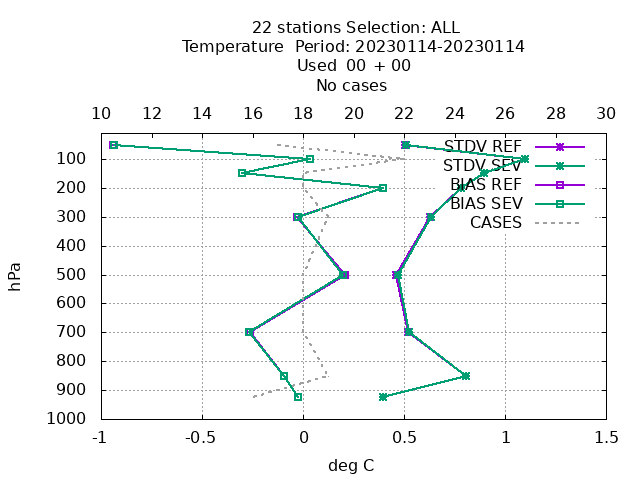 22 stations Selection: ALL
Temperature  Period: 20230114-20230114
Used  00 + 00
No cases
10 12 14 16 18 20 22 24 26 28 30
STDV REF
STDV SEV
BIAS REF
BIAS SEV
CASES
100
200
300
400
500
600
700
800
900
1000
hPa
-1 -0.5 0 0.5 1 1.5
deg C